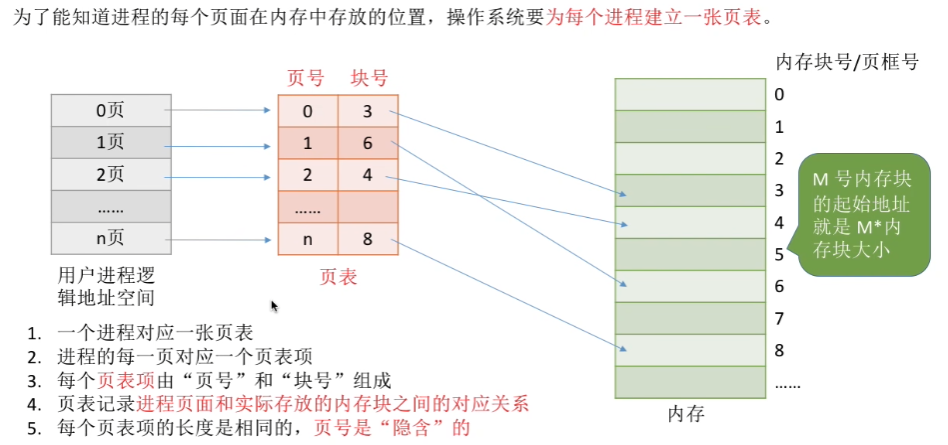 为了能知道进程的每个页面在内存中存放的位置，操作系统要为每个进程建立一张页表。
页号 块号
内存块号/页框号
0页
1页
2页
……
n页
0 3
1 6
2 4
……
n 8
0
1
2
3
4
5
6
7
8
……
M 号内存块
的起始地址
就是 M*内
存块大小
用户进程逻
辑地址空间
页表
内存
1. 一个进程对应一张页表
2. 进程的每一页对应一个页表项
3. 每个页表项由“页号”和“块号”组成
4. 页表记录进程页面和实际存放的内存块之间的对应关系
5. 每个页表项的长度是相同的，页号是“隐含”的